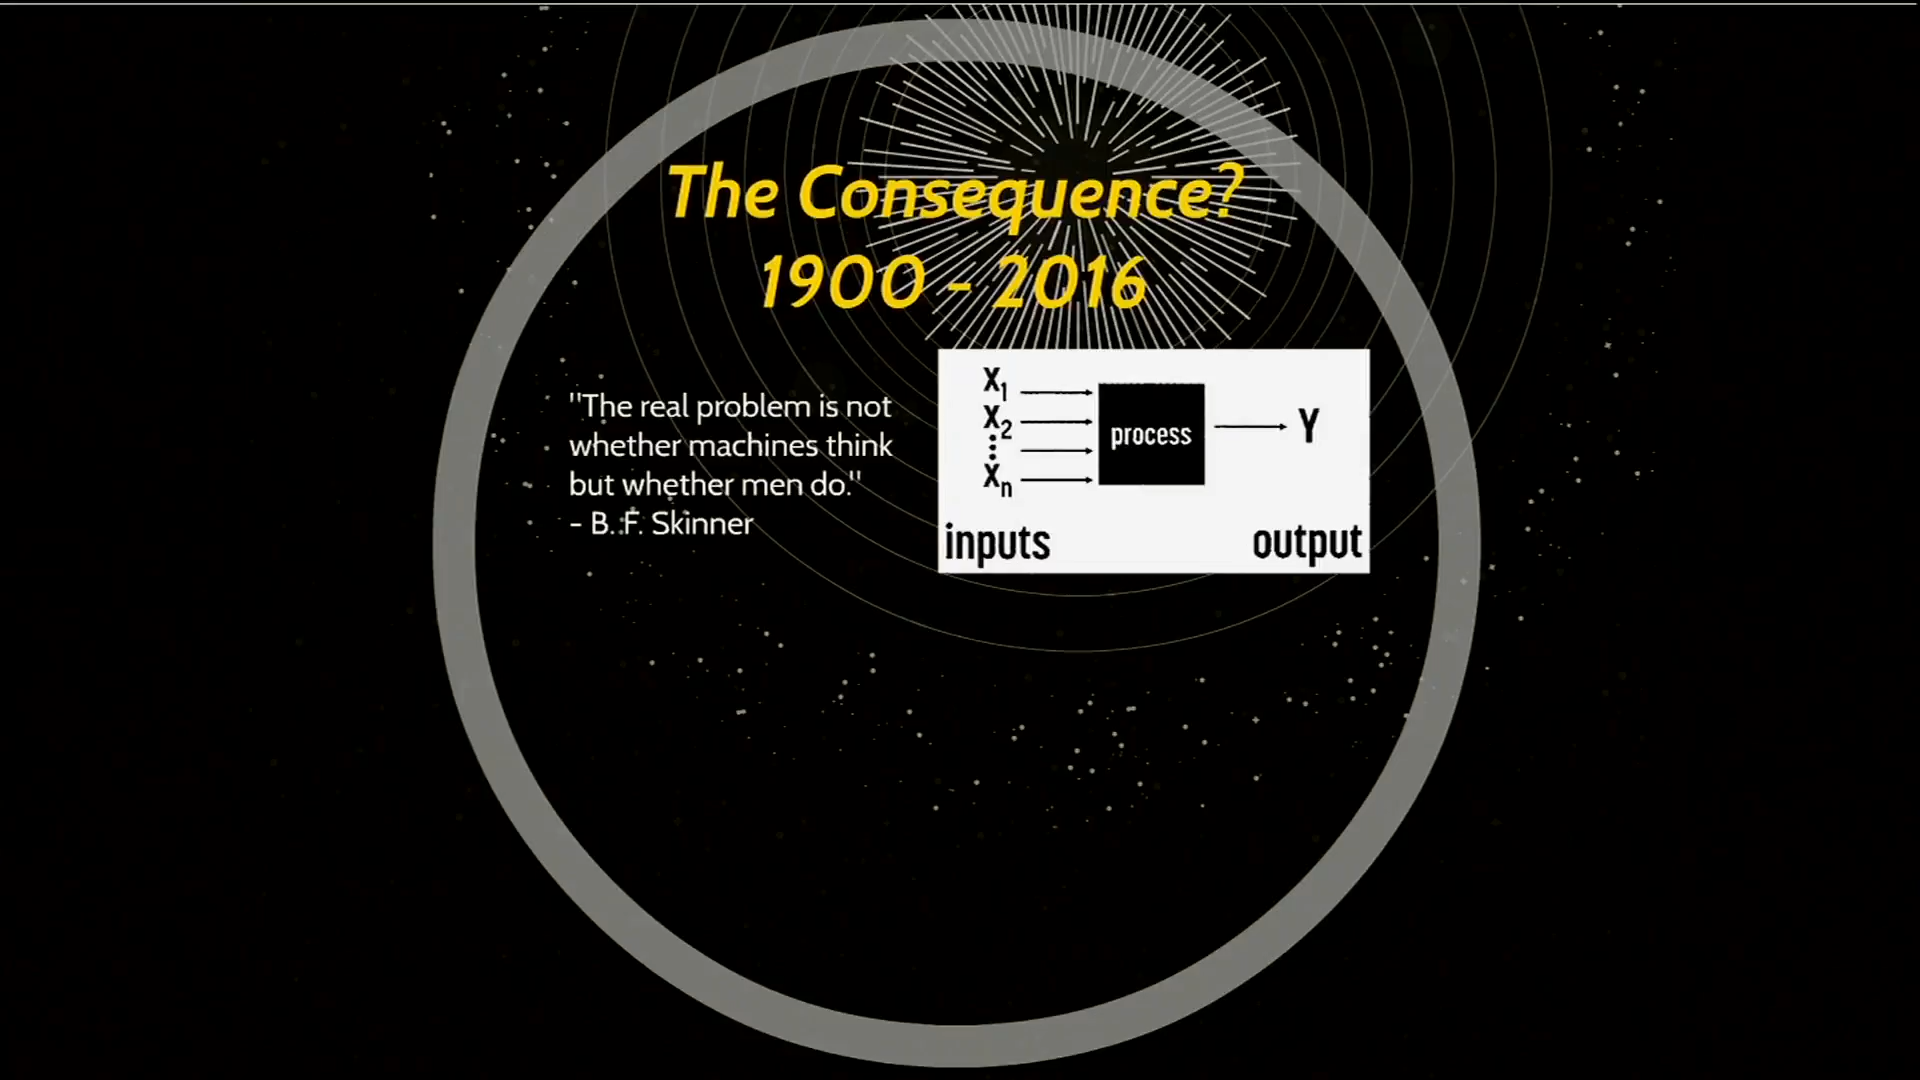 The Consequence?
1900 - 2016
"The real problem is not
whether machines think
but whether men do."
- B. F. Skinner
X1
X2
Xn
process
Y
inputs
output